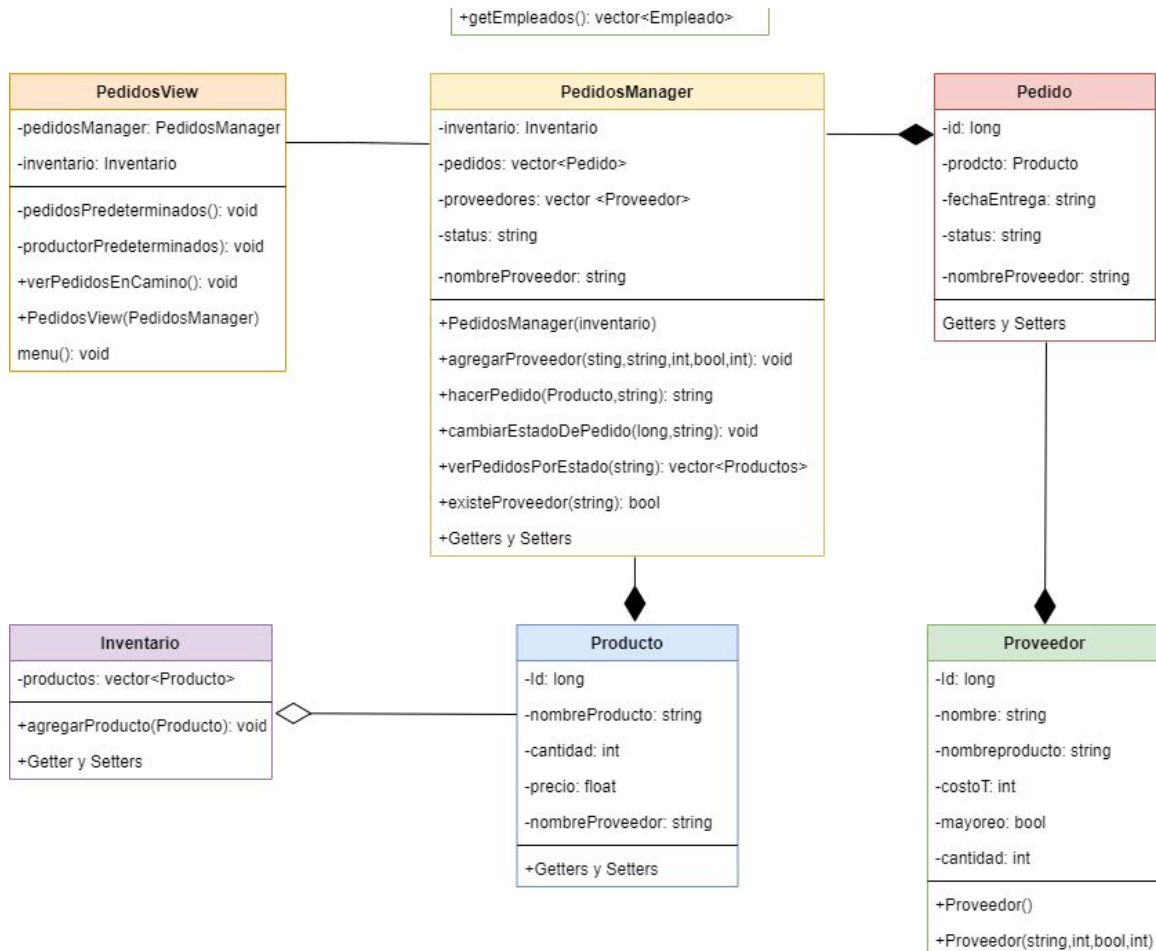 +getEmpleados(): vector<Empleado>
PedidosView
-pedidosManager: PedidosManager
-inventario: Inventario
-pedidosPredeterminados(): void
-productorPredeterminados): void
+verPedidosEnCamino(): void
+PedidosView(PedidosManager)
menu(): void
PedidosManager
-inventario: Inventario
-pedidos: vector<Pedido>
-proveedores: vector <Proveedor>
-status: string
-nombreProveedor: string
+PedidosManager(inventario)
+agregarProveedor(sting,string,int,bool,int): void
+hacerPedido(Producto,string): string
+cambiarEstadoDePedido(long,string): void
+verPedidosPorEstado(string): vector<Productos>
+existeProveedor(string): bool
+Getters y Setters
Pedido
-id: long
-prodcto: Producto
-fechaEntrega: string
-status: string
-nombreProveedor: string
Getters y Setters
Inventario
-productos: vector<Producto>
+agregarProducto(Producto): void
+Getter y Setters
Producto
-Id: long
-nombreProducto: string
-cantidad: int
-precio: float
-nombreProveedor: string
+Getters y Setters
Proveedor
-Id: long
-nombre: string
-nombreproducto: string
-costoT: int
-mayoreo: bool
-cantidad: int
+Proveedor()
+Proveedor(string,int,bool,int)